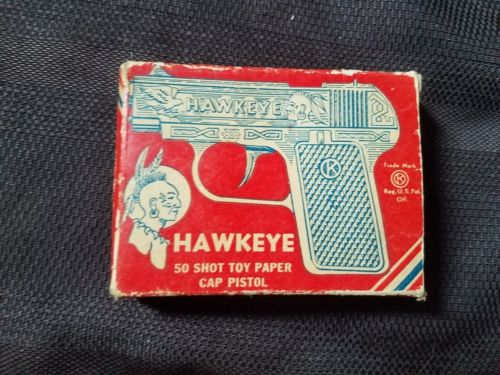 HAWKEYE
K
Trade Mark
K
Reg. U.S. Pat.
Off.
HAWKEYE
50 SHOT TOY PAPER
CAP PISTOL